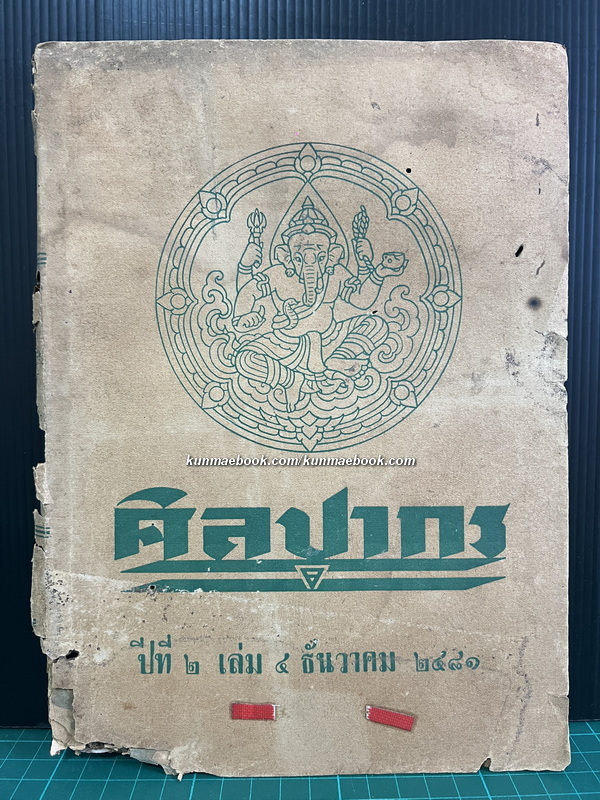 kunmaebook.com/kunmaebook.com
ศิลปากร
ปีที่ ๒ เล่ม ๔ ธันวาคม ๒๔๘๑